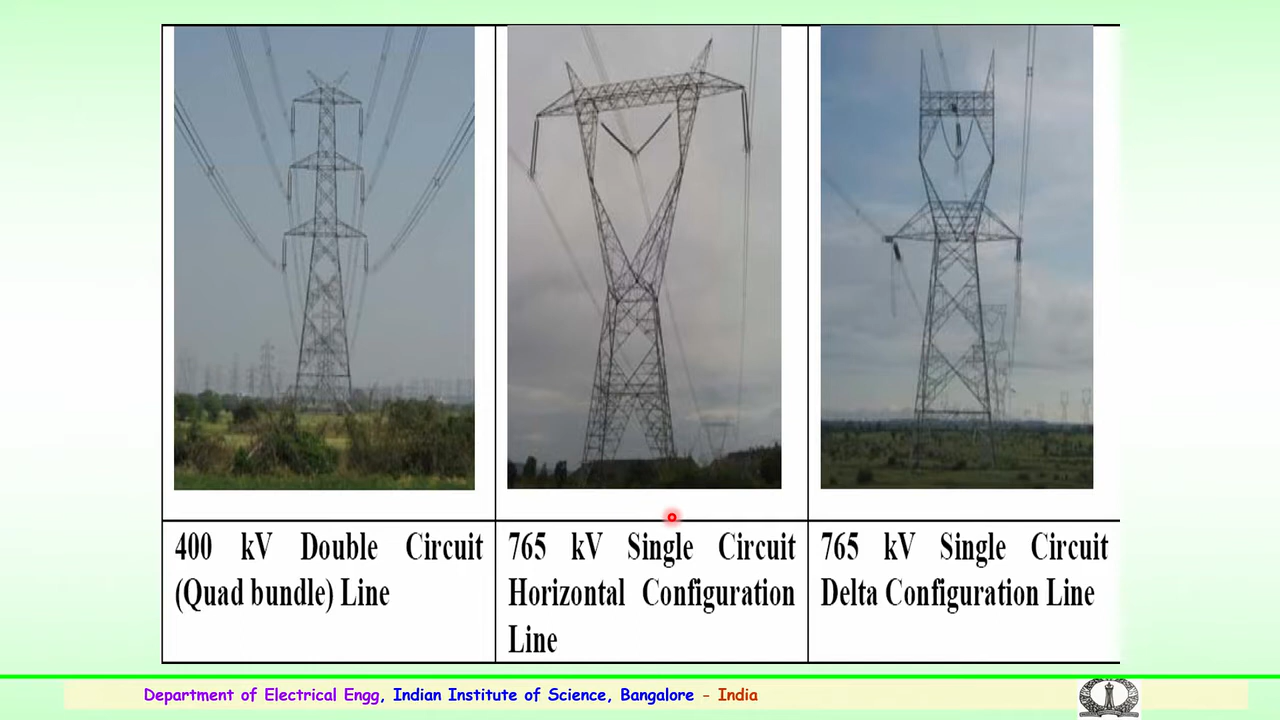 400 kV Double Circuit
(Quad bundle) Line
765 kV Single Circuit
Horizontal Configuration
Line
765 kV Single Circuit
Delta Configuration Line
Department of Electrical Engg, Indian Institute of Science, Bangalore - India